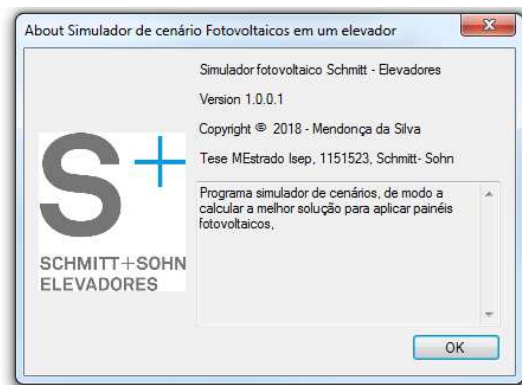 About Simulador de cenário Fotovoltaicos em um elevador
Simulador fotovoltaico Schmitt - Elevadores
Version 1.0.0.1
Copyright © 2018 - Mendonça da Silva
Tese MEstrado Isep, 1151523, Schmitt- Sohn
Programa simulador de cenários, de modo a
calcular a melhor solução para aplicar painéis
fotovoltaicos,
S+
SCHMITT+SOHN
ELEVADORES
OK